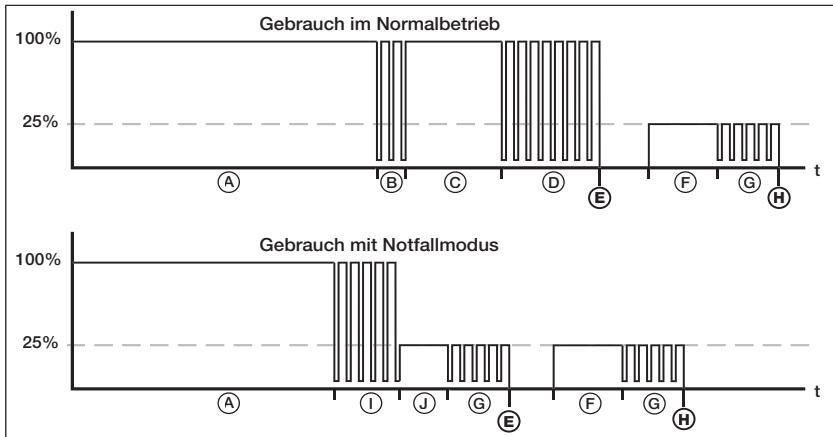 Gebrauch im Normalbetrieb
100%
25%
t
A B C D E F G H
Gebrauch mit Notfallmodus
100%
25%
t
A I J G E F G H